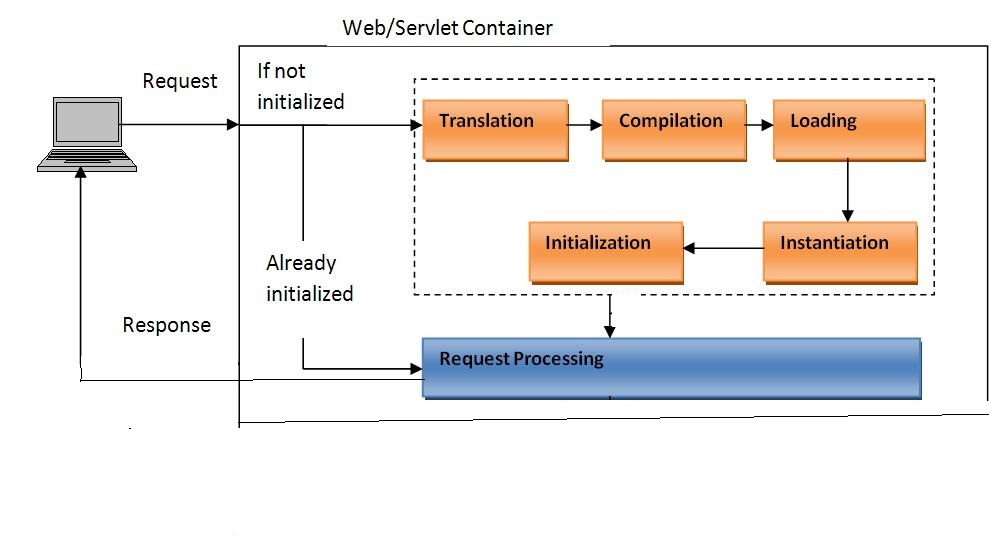 Web/Servlet Container
Request
If not
initialized
Translation
Compilation
Loading
Initialization
Instantiation
Already
initialized
Response
Request Processing